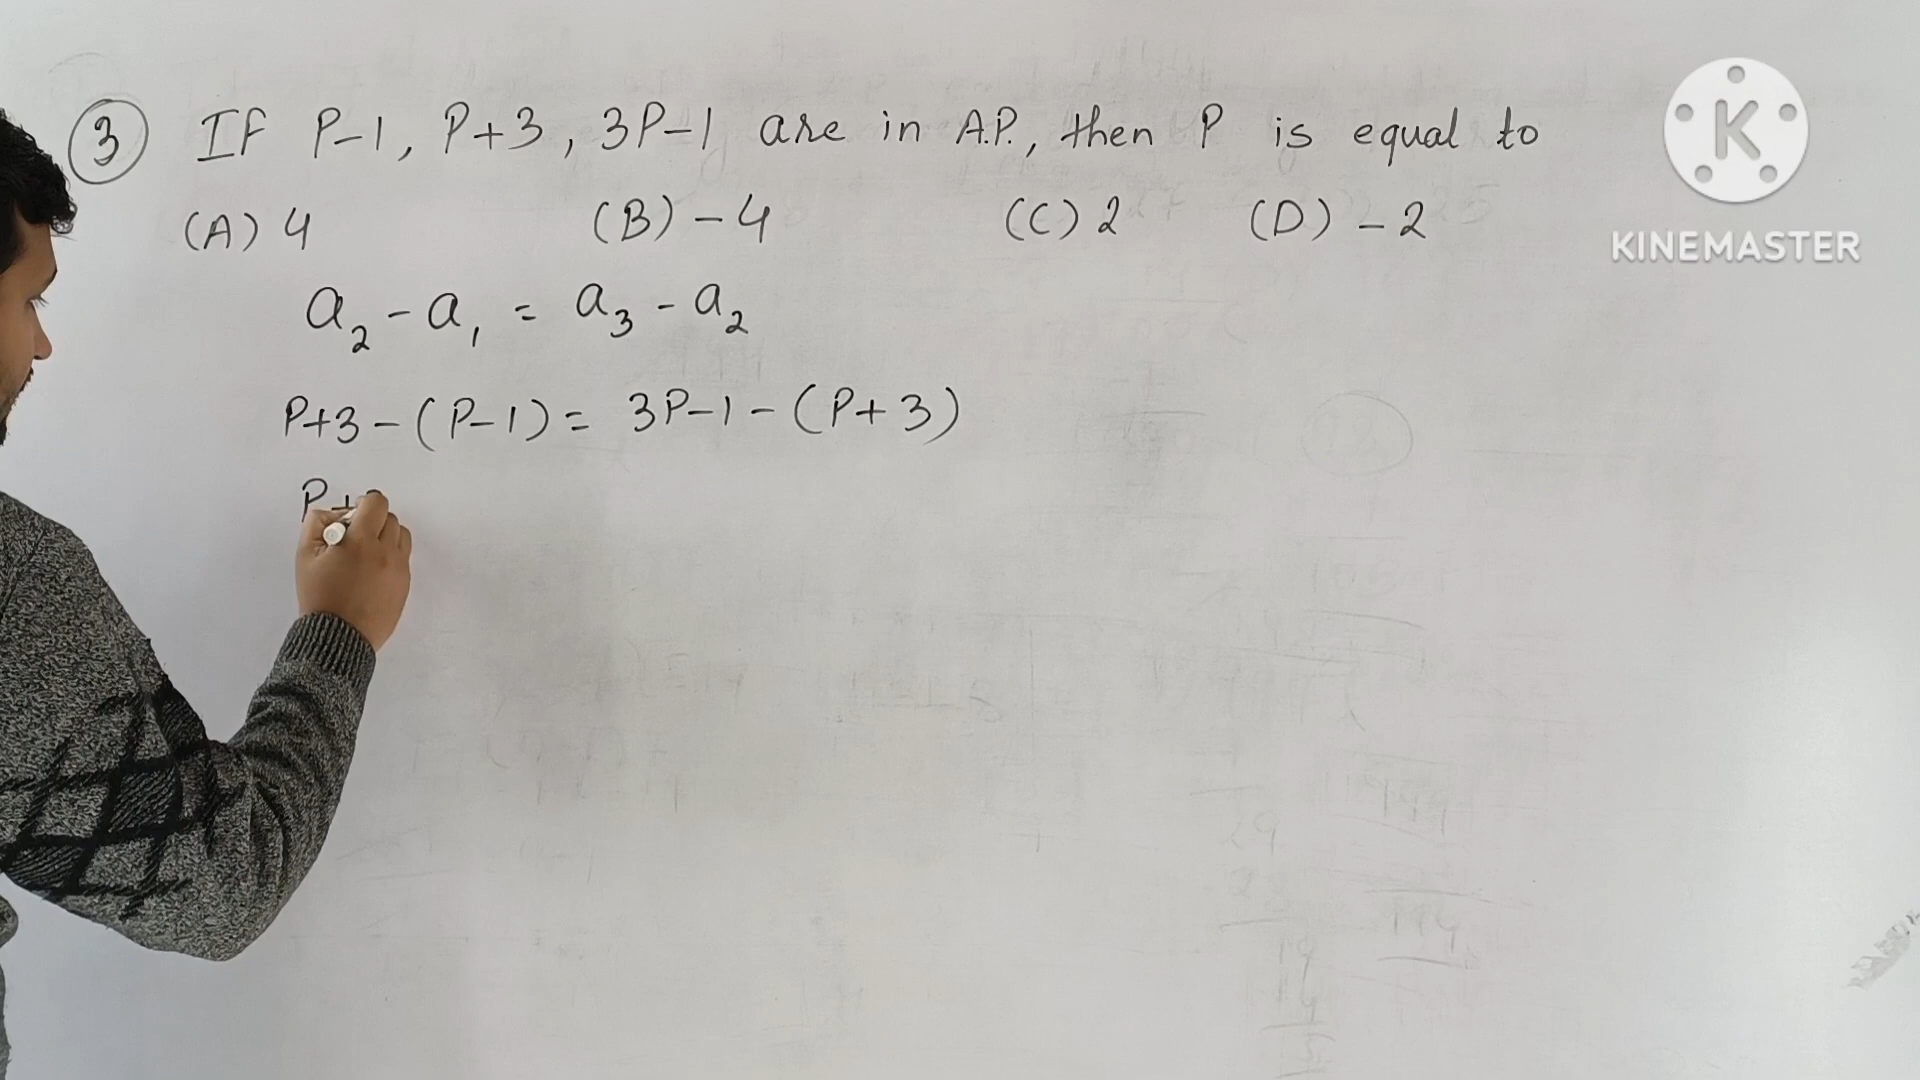 3 If P-1, P+3, 3P-1 are in A.P., then P is equal to
(A) 4 (B) -4 (C) 2 (D) -2
a₂ - a₁ = a₃ - a₂
P+3-(P-1) = 3P-1-(P+3)
P+
K
KINEMASTER